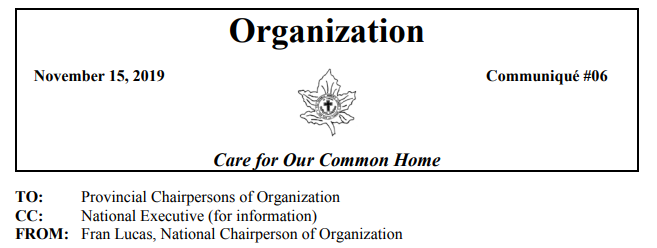 Organization
November 15, 2019 Communiqué #06
Care for Our Common Home
TO: Provincial Chairpersons of Organization
CC: National Executive (for information)
FROM: Fran Lucas, National Chairperson of Organization